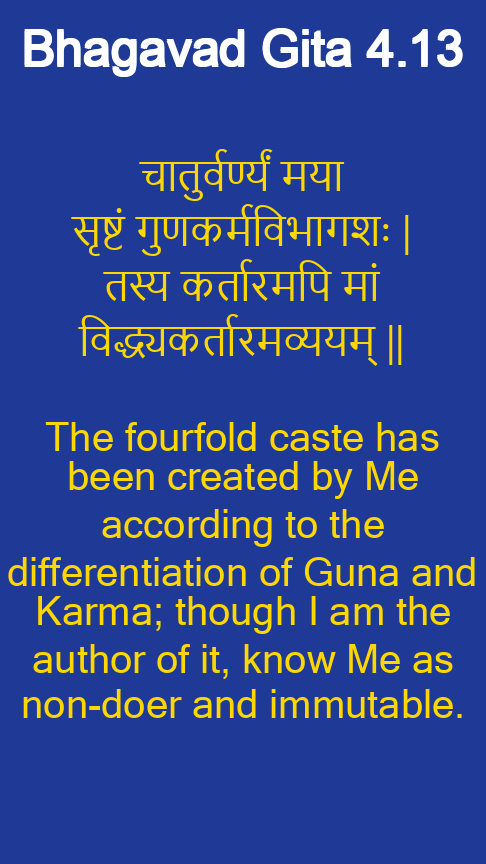 Bhagavad Gita 4.13
चातुर्वर्ण्यं मया
सृष्टं गुणकर्मविभागशः |
तस्य कर्तारमपि मां
विद्ध्यकर्तारमव्ययम् ||
The fourfold caste has
been created by Me
according to the
differentiation of Guna and
Karma; though I am the
author of it, know Me as
non-doer and immutable.